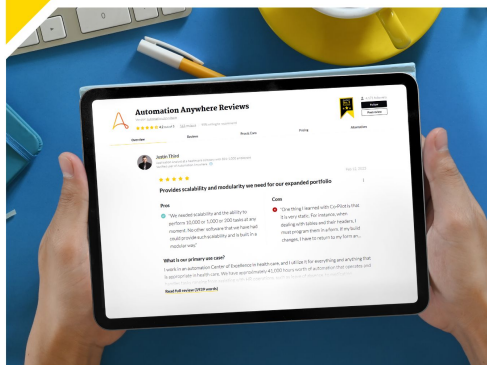 Automation Anywhere Reviews
Overview
Reviews
Pros & Cons
Pricing
Alternatives
Justin Thind
Provides scalability and modularity we need for our expanded portfolio
Pros
"We needed scalability and the ability to
perform 10,000 or 1,000 or 200 tasks at any
moment. No other software that we have had
could provide such scalability and is built in a
modular way."
Cons
"One thing I learned with Co-Pilot is that
it is very static. For instance, when
dealing with tables and their headers, I
must program them in a form. If my build
changes, I have to return to my form an...
What is our primary use case?
I work in an automation Center of Excellence in health care, and I utilize it for everything and anything that
is appropriate in health care. We have approximately 41,000 hours worth of automation that operates and
Read full review (1929 words)